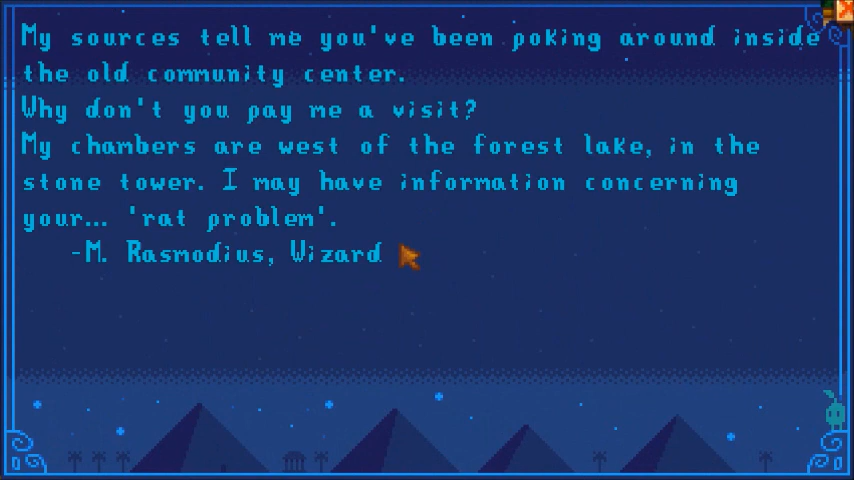 My sources tell me you've been poking around inside
the old community center.
Why don't you pay me a visit?
My chambers are west of the forest lake, in the
stone tower. I may have information concerning
your... 'rat problem'.
-M. Rasmodius, Wizard